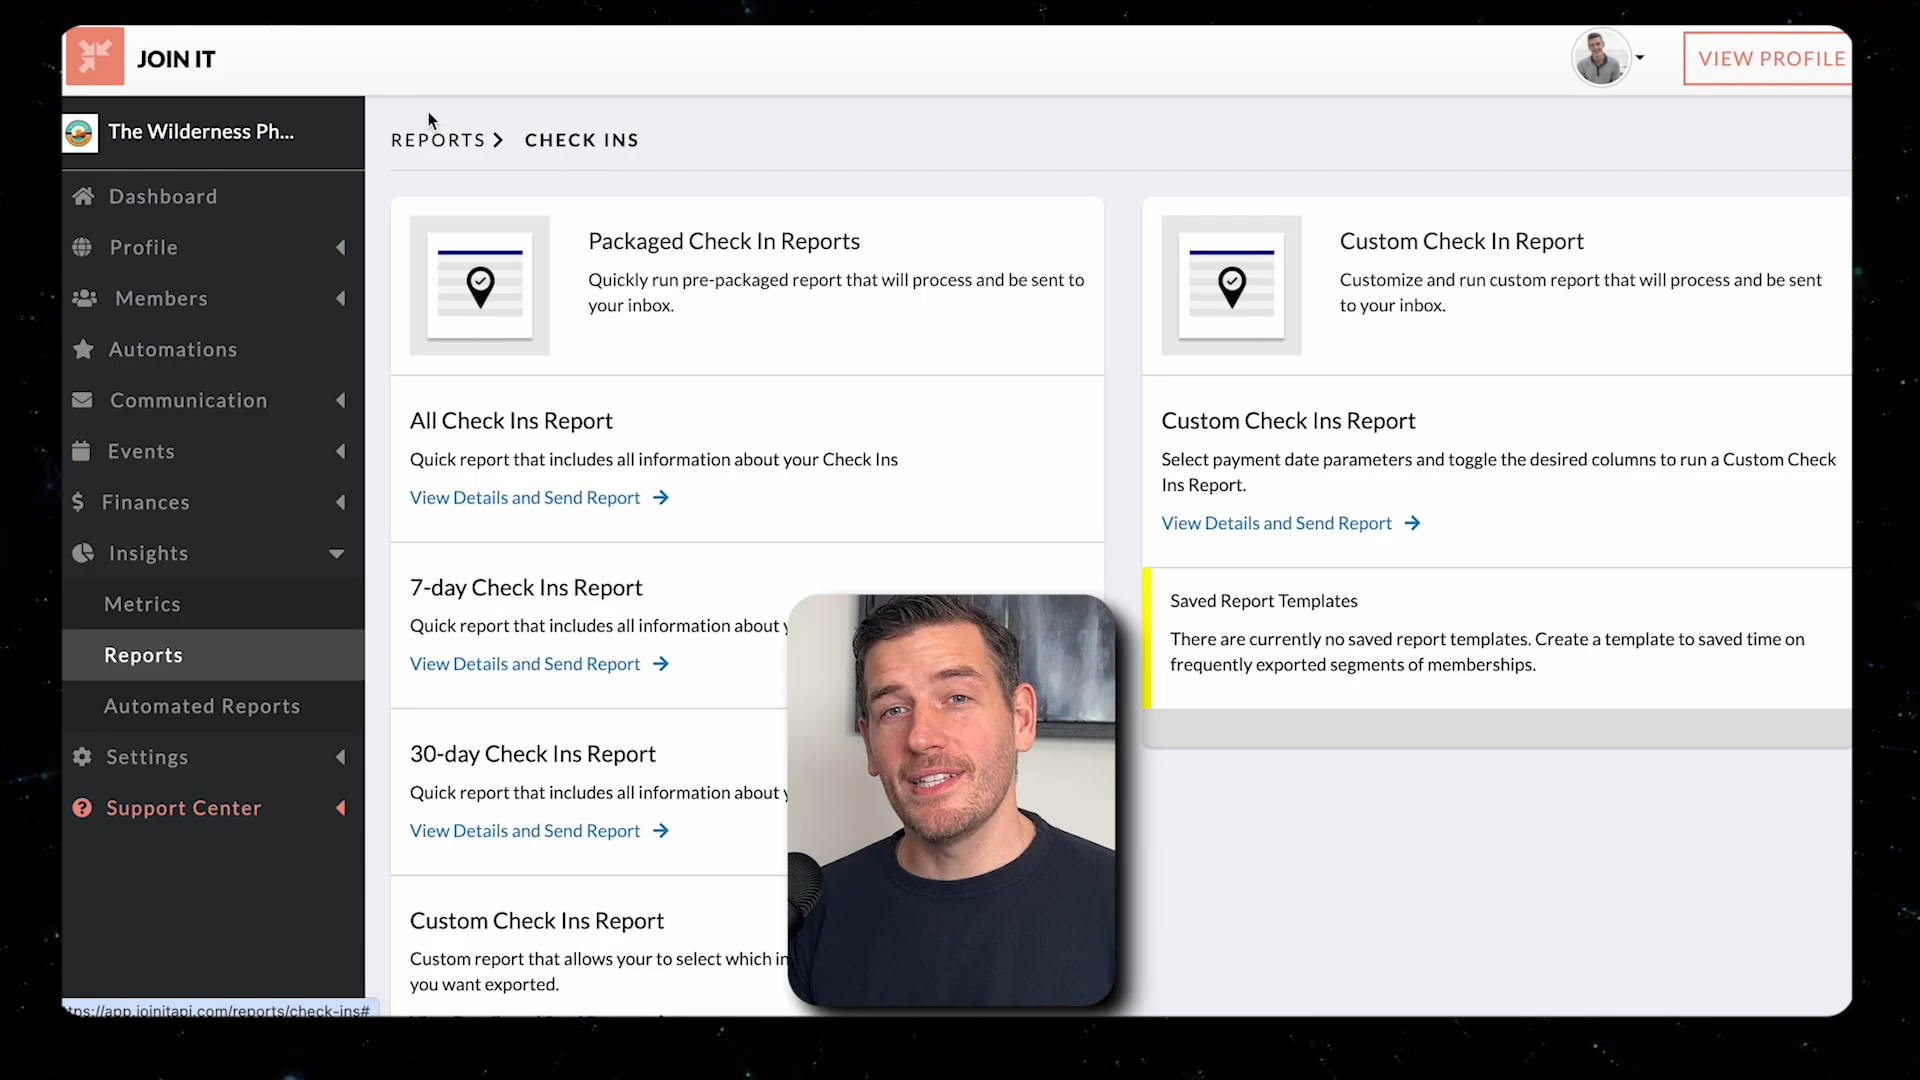 JOIN IT
VIEW PROFILE
The Wilderness Ph...
Dashboard
Profile
Members
Automations
Communication
Events
Finances
Insights
Metrics
Reports
Automated Reports
Settings
Support Center
REPORTS
CHECK INS
Packaged Check In Reports
Quickly run pre-packaged report that will process and be sent to
your inbox.
All Check Ins Report
Quick report that includes all information about your Check Ins
View Details and Send Report
7-day Check Ins Report
Quick report that includes all information about
View Details and Send Report
30-day Check Ins Report
Quick report that includes all information about
View Details and Send Report
Custom Check Ins Report
Custom report that allows your to select which
you want exported.
Custom Check In Report
Customize and run custom report that will process and be sent
to your inbox.
Custom Check Ins Report
Select payment date parameters and toggle the desired columns to run a Custom Check
Ins Report.
View Details and Send Report
Saved Report Templates
There are currently no saved report templates. Create a template to saved time on
frequently exported segments of memberships.
tps://app.joinitapi.com/reports/check-ins#